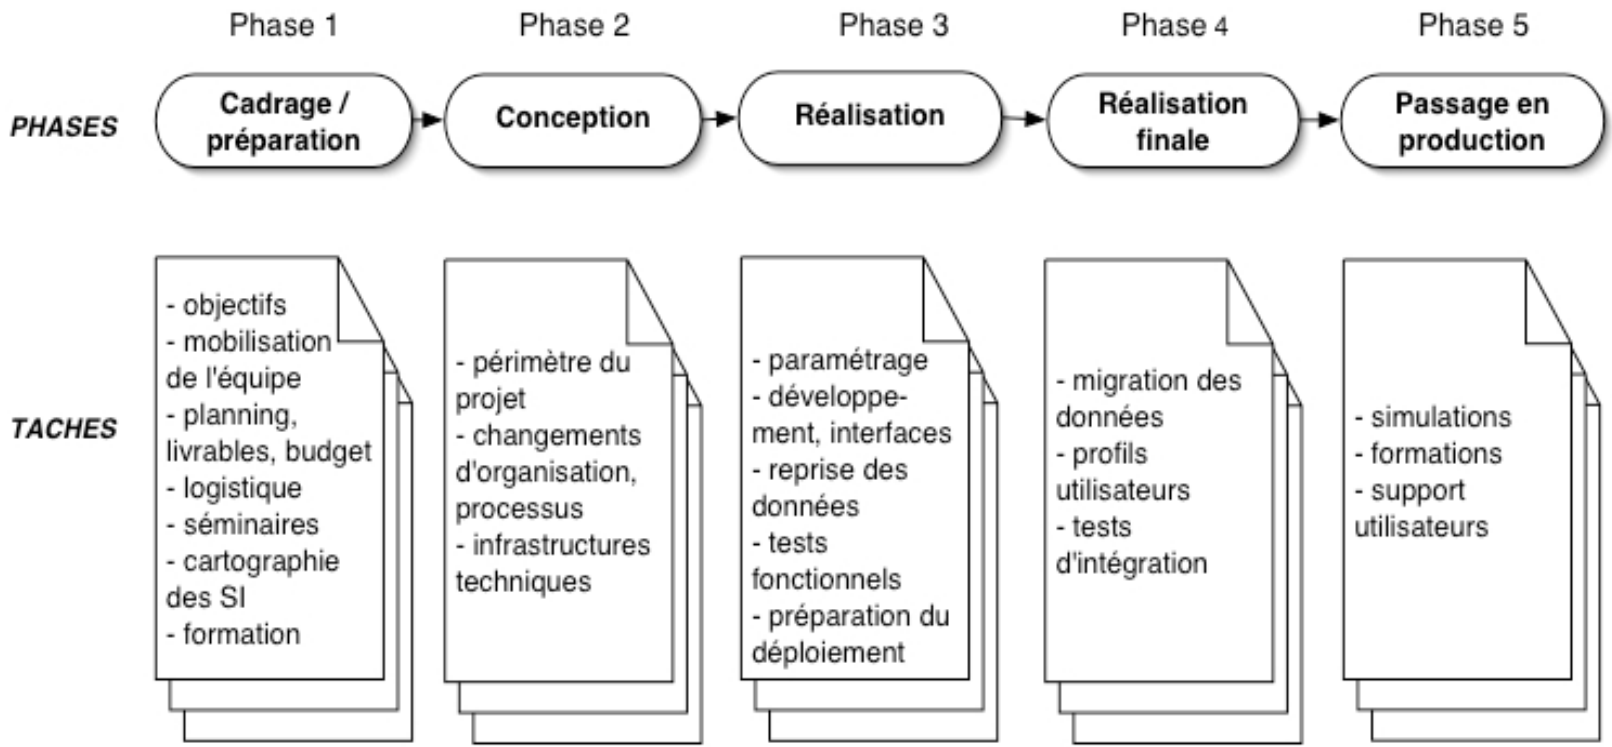 Phase 1
Phase 2
Phase 3
Phase 4
Phase 5
PHASES
Cadrage /
préparation
Conception
Réalisation
Réalisation
finale
Passage en
production
TACHES
- objectifs
- mobilisation
de l'équipe
- planning,
livrables, budget
- logistique
- séminaires
- cartographie
des SI
- formation
- périmètre du
projet
- changements
d'organisation,
processus
- infrastructures
techniques
- paramétrage
- développe-
ment, interfaces
- reprise des
données
- tests
fonctionnels
- préparation du
déploiement
- migration des
données
- profils
utilisateurs
- tests
d'intégration
- simulations
- formations
- support
utilisateurs